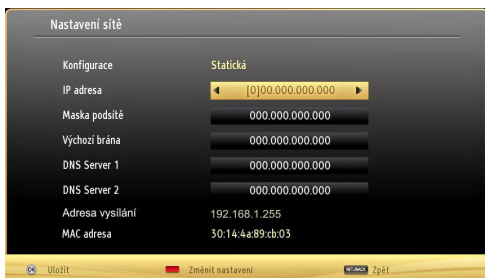 Nastavení sítě
Konfigurace Statická
IP adresa [0]00.000.000.000
Maska podsítě 000.000.000.000
Výchozí brána 000.000.000.000
DNS Server 1 000.000.000.000
DNS Server 2 000.000.000.000
Adresa vysílání 192.168.1.255
MAC adresa 30:14:4a:89:cb:03
OK Uložit Změnit nastavení RET./BACK Zpět